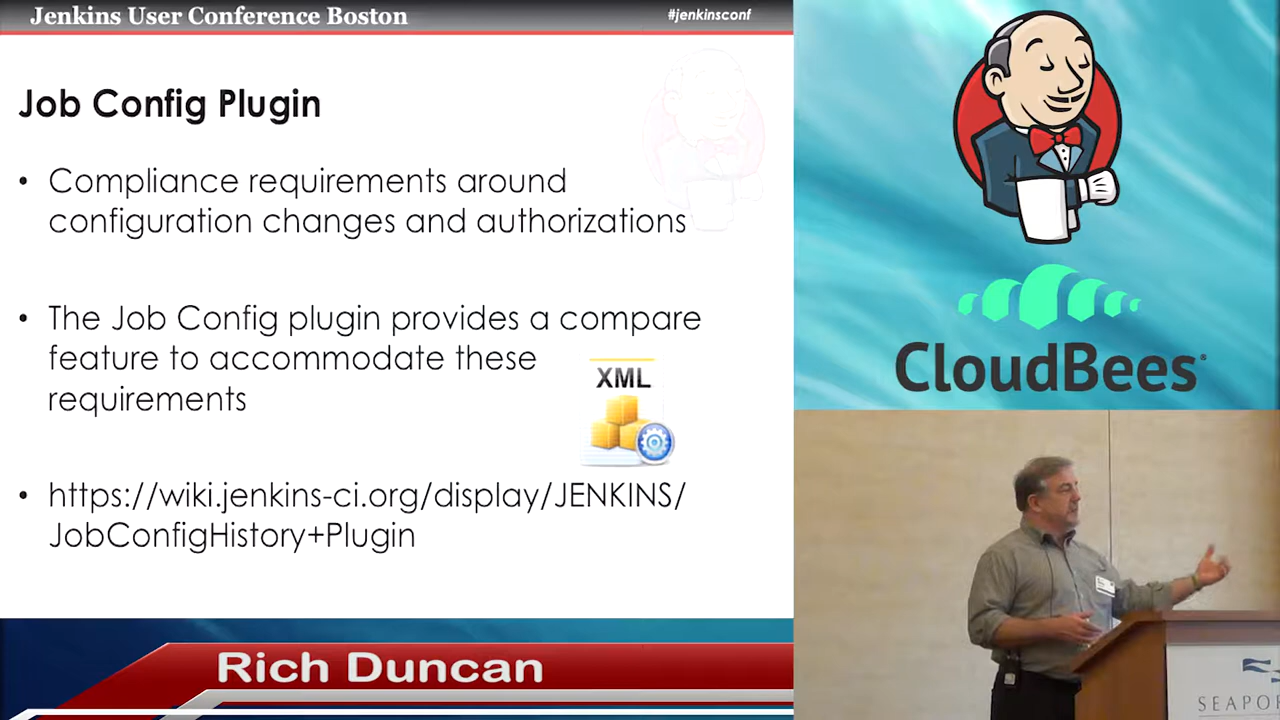 Jenkins User Conference Boston
#jenkinsconf
Job Config Plugin
• Compliance requirements around
configuration changes and authorizations
• The Job Config plugin provides a compare
feature to accommodate these
requirements
XML
• https://wiki.jenkins-ci.org/display/JENKINS/
JobConfigHistory+Plugin
Rich Duncan
CloudBees®